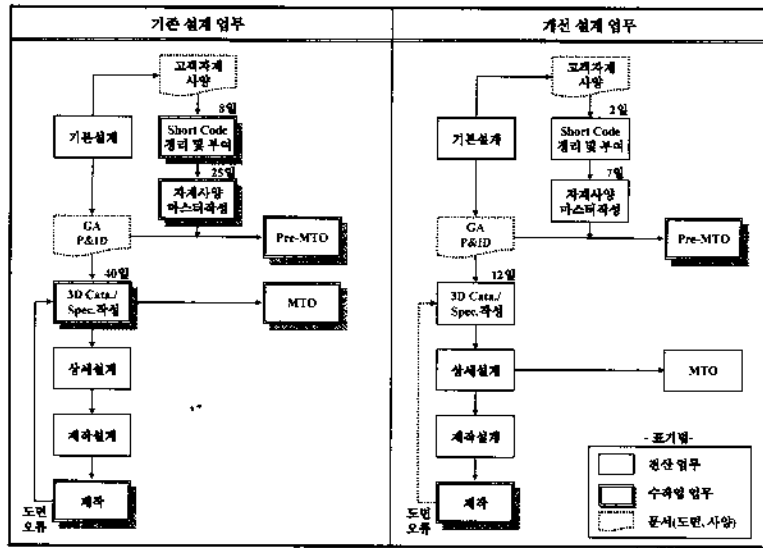 기존 설계 업무
고객자재
사양
8일
기본설계
Short Code
정리 및 부여
25일
자재사양
마스터작성
GA
P&ID
Pre-MTO
40일
3D Cata./
Spec.작성
MTO
상세설계
제작설계
제작
도면
오류
개선 설계 업무
고객자재
사양
2일
기본설계
Short Code
정리 및 부여
7일
자재사양
마스터작성
GA
P&ID
Pre-MTO
12일
3D Cata./
Spec.작성
상세설계
MTO
제작설계
제작
도면
오류
- 표기법-
전산 업무
수작업 업무
문서(도면, 사양)